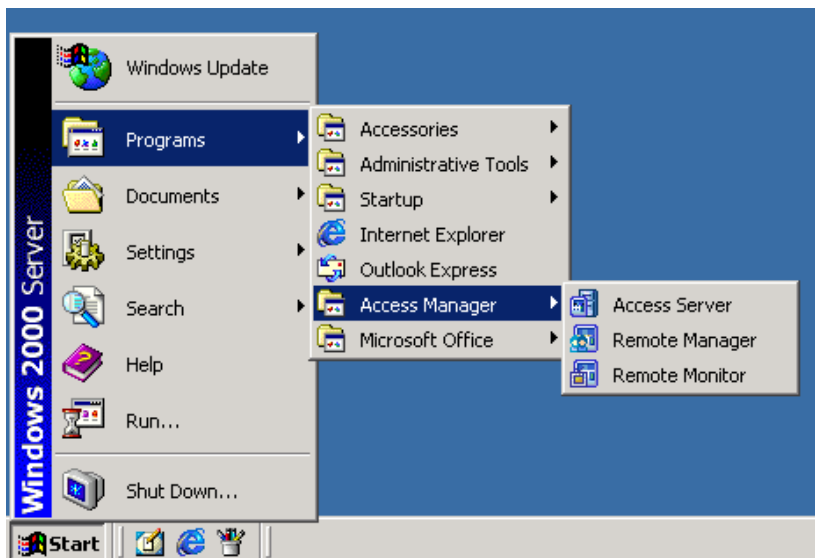 Windows 2000 Server
Windows Update
Programs
Documents
Settings
Search
Help
Run...
Shut Down...
Accessories
Administrative Tools
Startup
Internet Explorer
Outlook Express
Access Manager
Microsoft Office
Access Server
Remote Manager
Remote Monitor
Start